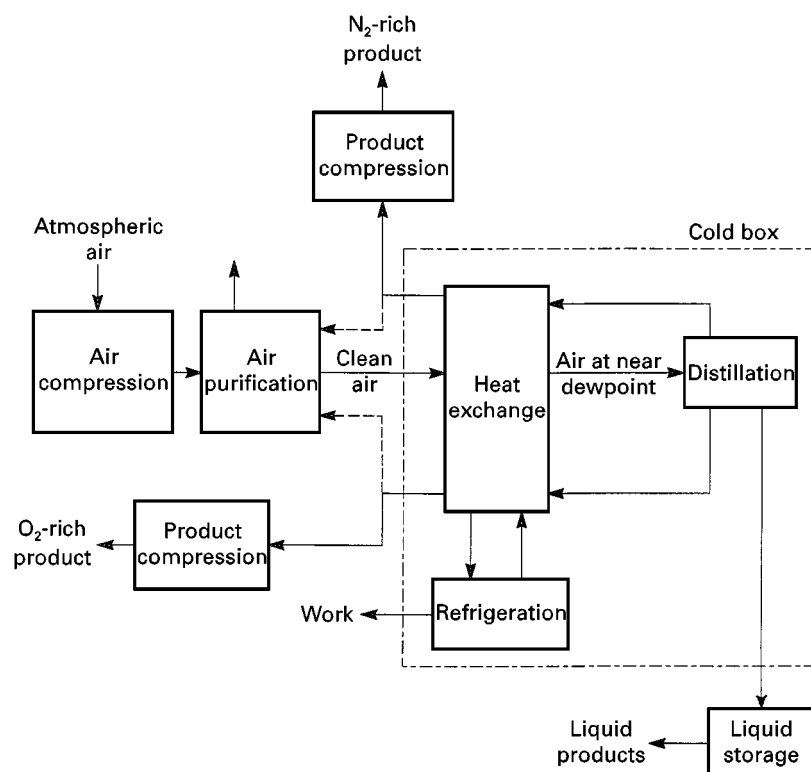 N₂-rich
product
Product
compression
Atmospheric
air
Cold box
Air
compression
Air
purification
Clean
air
Heat
exchange
Air at near
dewpoint
Distillation
O₂-rich
product
Product
compression
Work
Refrigeration
Liquid
products
Liquid
storage